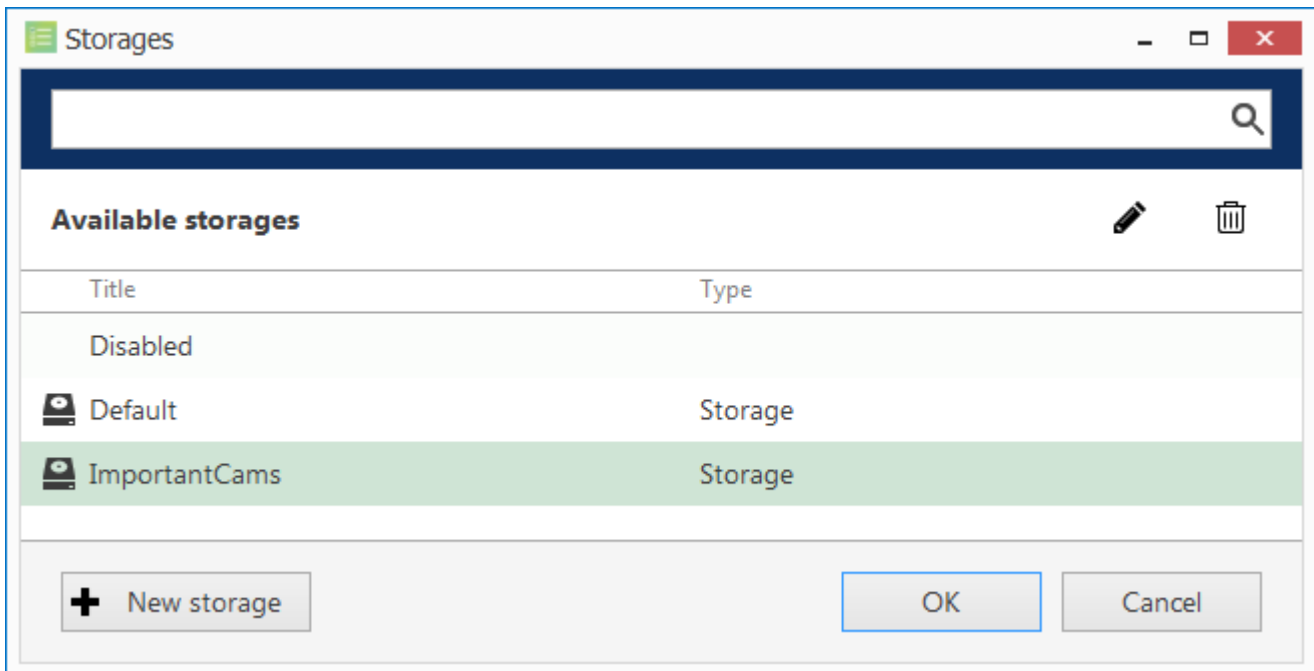 Storages
Available storages
Title Type
Disabled
Default Storage
ImportantCams Storage
New storage OK Cancel